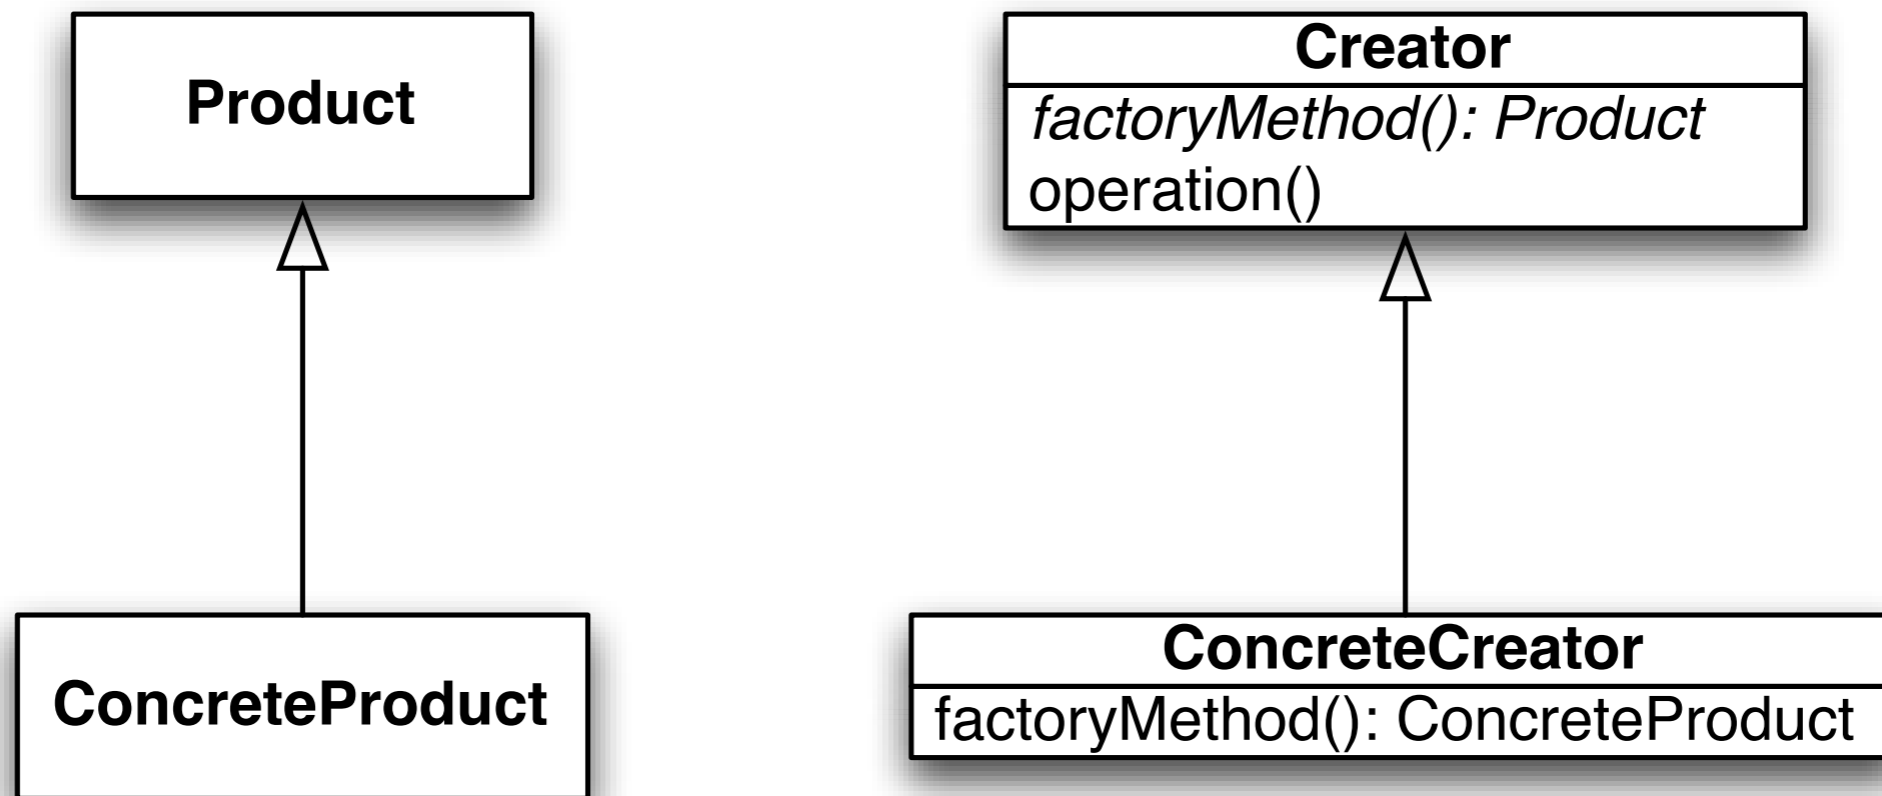 Product
Creator
factoryMethod(): Product
operation()
ConcreteProduct
ConcreteCreator
factoryMethod(): ConcreteProduct